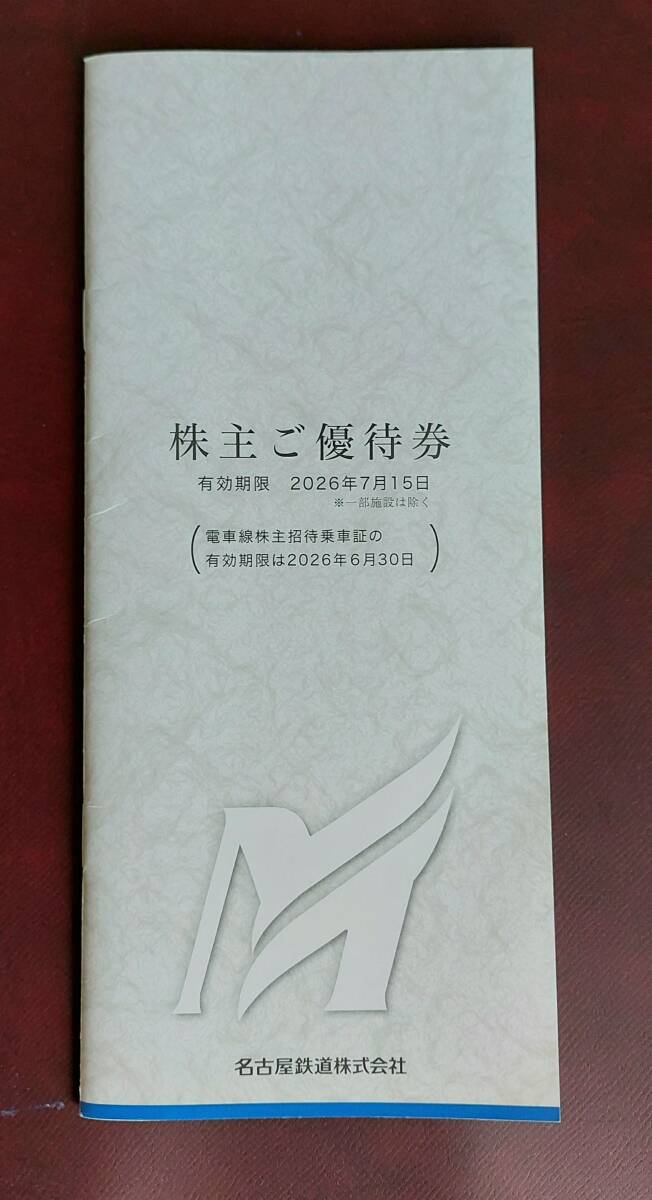 株主ご優待券
有効期限　2026年7月15日
※一部施設は除く
(電車線株主招待乗車証の
有効期限は2026年6月30日)
名古屋鉄道株式会社